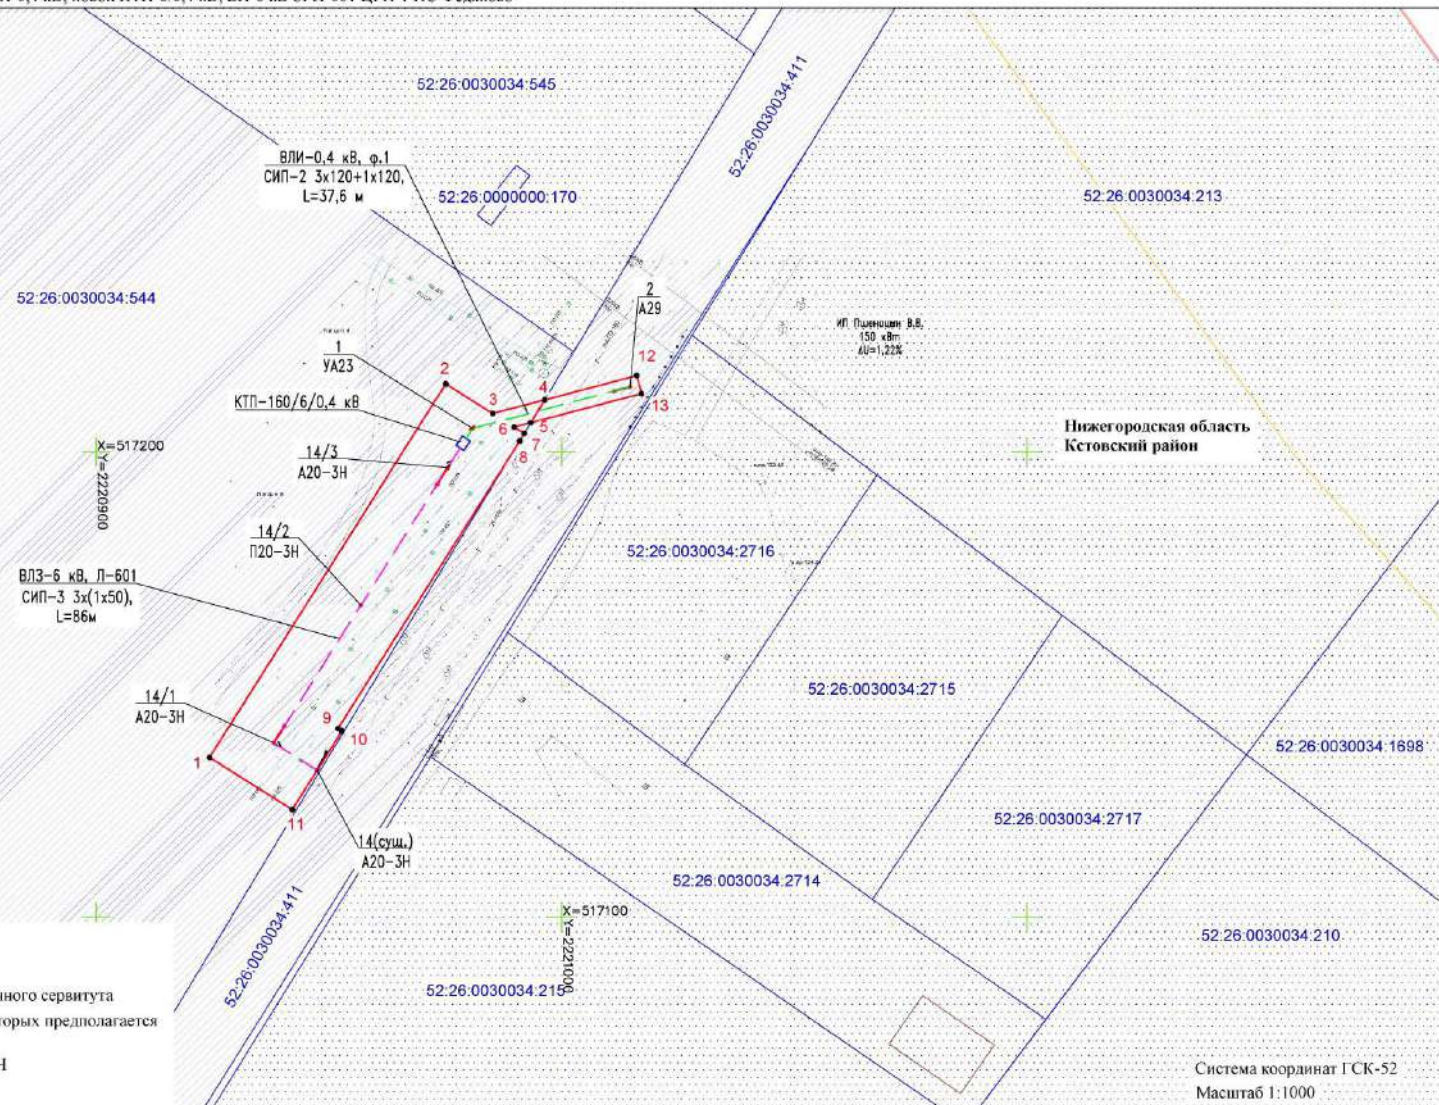 52:26:0030034:545
52:26:0030034:411
ВЛИ-0,4 кВ, ф.1
СИП-2 3х120+1х120,
L=37,6 м
52:26:0000000:170
52:26:0030034:213
52:26:0030034:544
2
А29
ИП Пшеницын В.В.
150 кВт
ΔU=1,22%
1
УА23
2
12
КТП-160/6/0,4 кВ
3
4
13
6
5
7
8
Нижегородская область
Кстовский район
X=517200
Y=2220900
14/3
А20-3Н
14/2
П20-3Н
52:26:0030034:2716
ВЛЗ-6 кВ, Л-601
СИП-3 3х(1х50),
L=86м
14/1
А20-3Н
52:26:0030034:2715
9
10
1
52:26:0030034:1698
11
14(сущ.)
А20-3Н
52:26:0030034:2717
52:26:0030034:2714
X=517100
Y=2221000
52:26:0030034:411
52:26:0030034:210
52:26:0030034:215
сервитута
предполагается
Система координат ГСК-52
Масштаб 1:1000